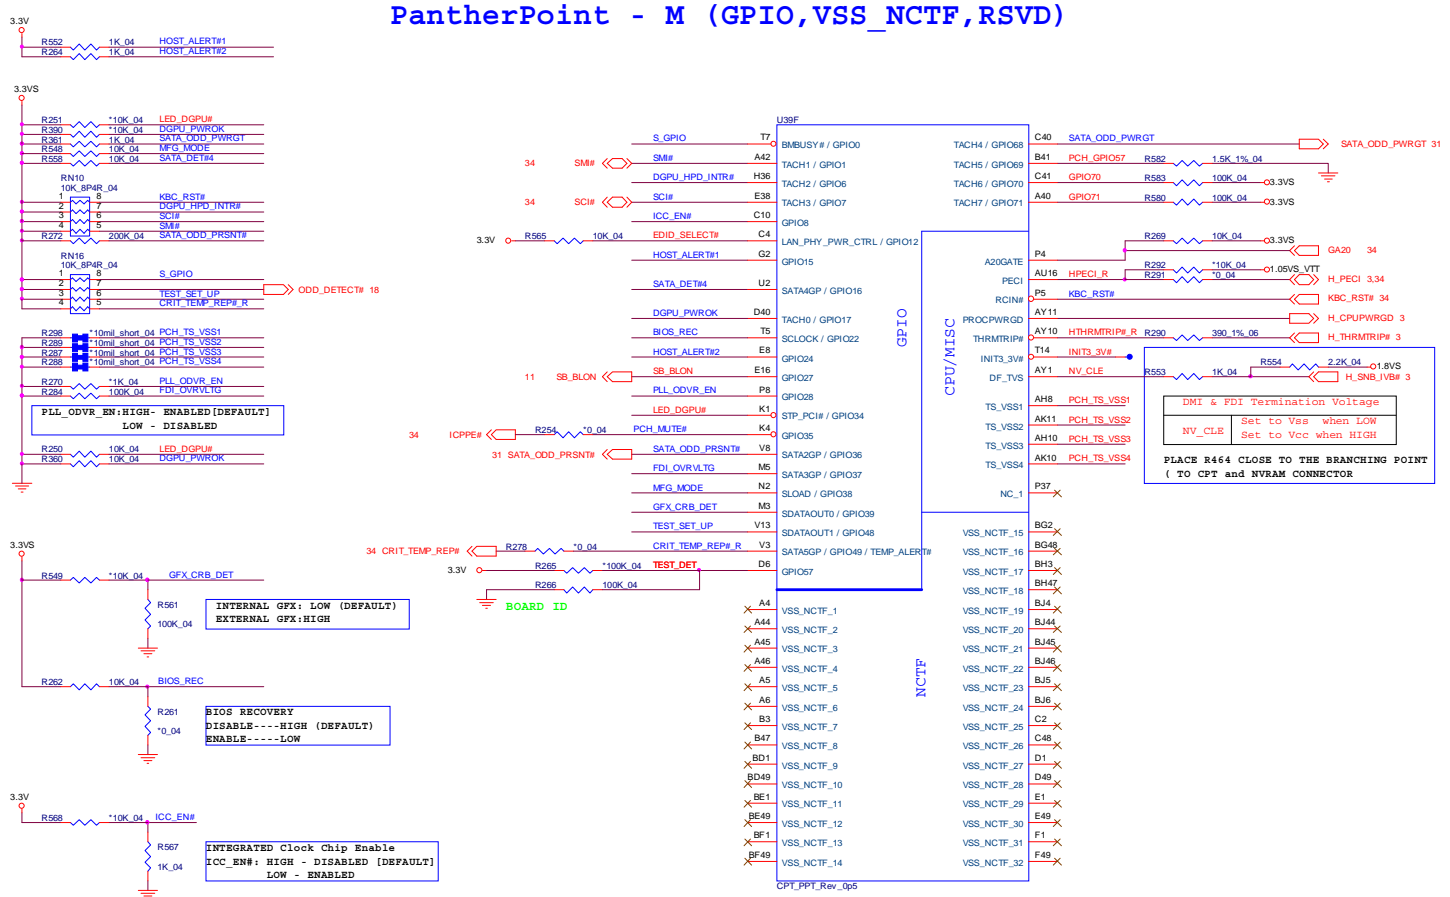 PantherPoint - M (GPIO,VSS_NCTF,RSVD)
3.3V
R552 1K_04 HOST_ALERT#1
R264 1K_04 HOST_ALERT#2
3.3VS
R251 *10K_04 LED_DGPU#
R390 *10K_04 DGPU_PWROK
R361 1K_04 SATA_ODD_PWRGT
R548 10K_04 MFG_MODE
R558 10K_04 SATA_DET#4
RN10
10K_8P4R_04
1 8 KBC_RST#
2 7 DGPU_HPD_INTR#
3 6 SCI#
4 5 SMI#
R272 200K_04 SATA_ODD_PRSNT#
RN16
10K_8P4R_04
1 8 S_GPIO
2 7 ODD_DETECT# 18
3 6 TEST_SET_UP
4 5 CRIT_TEMP_REP#_R
R298 *10mil_short_04 PCH_TS_VSS1
R289 *10mil_short_04 PCH_TS_VSS2
R287 *10mil_short_04 PCH_TS_VSS3
R288 *10mil_short_04 PCH_TS_VSS4
R270 *1K_04 PLL_ODVR_EN
R284 100K_04 FDI_OVRVLTG
PLL_ODVR_EN:HIGH- ENABLED[DEFAULT]
LOW - DISABLED
R250 10K_04 LED_DGPU#
R360 10K_04 DGPU_PWROK
3.3VS
R549 *10K_04 GFX_CRB_DET
R561
100K_04
INTERNAL GFX: LOW (DEFAULT)
EXTERNAL GFX:HIGH
R262 10K_04 BIOS_REC
R261
*0_04
BIOS RECOVERY
DISABLE----HIGH (DEFAULT)
ENABLE-----LOW
3.3V
R568 *10K_04 ICC_EN#
R567
1K_04
INTEGRATED Clock Chip Enable
ICC_EN#: HIGH - DISABLED [DEFAULT]
LOW - ENABLED
U39F
S_GPIO T7 BMBUSY# / GPIO0
34 SMI# SMI# A42 TACH1 / GPIO1
DGPU_HPD_INTR# H36 TACH2 / GPIO6
34 SCI# SCI# E38 TACH3 / GPIO7
ICC_EN# C10 GPIO8
3.3V R565 10K_04 EDID_SELECT# C4 LAN_PHY_PWR_CTRL / GPIO12
HOST_ALERT#1 G2 GPIO15
SATA_DET#4 U2 SATA4GP / GPIO16
DGPU_PWROK D40 TACH0 / GPIO17
BIOS_REC T5 SCLOCK / GPIO22
HOST_ALERT#2 E8 GPIO24
11 SB_BLON SB_BLON E16 GPIO27
PLL_ODVR_EN P8 GPIO28
LED_DGPU# K1 STP_PCI# / GPIO34
34 ICPPE# R254 *0_04 PCH_MUTE# K4 GPIO35
31 SATA_ODD_PRSNT# SATA_ODD_PRSNT# V8 SATA2GP / GPIO36
FDI_OVRVLTG M5 SATA3GP / GPIO37
MFG_MODE N2 SLOAD / GPIO38
GFX_CRB_DET M3 SDATAOUT0 / GPIO39
TEST_SET_UP V13 SDATAOUT1 / GPIO48
34 CRIT_TEMP_REP# R278 *0_04 CRIT_TEMP_REP#_R V3 SATA5GP / GPIO49 / TEMP_ALERT#
3.3V R265 *100K_04 TEST_DET D6 GPIO57
R266 100K_04
BOARD ID
A4 VSS_NCTF_1
A44 VSS_NCTF_2
A45 VSS_NCTF_3
A46 VSS_NCTF_4
A5 VSS_NCTF_5
A6 VSS_NCTF_6
B3 VSS_NCTF_7
B47 VSS_NCTF_8
BD1 VSS_NCTF_9
BD49 VSS_NCTF_10
BE1 VSS_NCTF_11
BE49 VSS_NCTF_12
BF1 VSS_NCTF_13
BF49 VSS_NCTF_14
CPT_PPT_Rev_0p5
GPIO
CPU/MISC
NCTF
TACH4 / GPIO68 C40 SATA_ODD_PWRGT SATA_ODD_PWRGT 31
TACH5 / GPIO69 B41 PCH_GPIO57 R582 1.5K_1%_04
TACH6 / GPIO70 C41 GPIO70 R583 100K_04 3.3VS
TACH7 / GPIO71 A40 GPIO71 R580 100K_04 3.3VS
R269 10K_04 3.3VS
A20GATE P4 GA20 34
R292 *10K_04 1.05VS_VTT
PECI AU16 HPECI_R R291 *0_04 H_PECI 3,34
RCIN# P5 KBC_RST# KBC_RST# 34
PROCPWRGD AY11 H_CPUPWRGD 3
THRMTRIP# AY10 HTHRMTRIP#_R R290 390_1%_06 H_THRMTRIP# 3
INIT3_3V# T14 INIT3_3V#
R554 2.2K_04 1.8VS
DF_TVS AY1 NV_CLE R553 1K_04 H_SNB_IVB# 3
TS_VSS1 AH8 PCH_TS_VSS1
TS_VSS2 AK11 PCH_TS_VSS2
TS_VSS3 AH10 PCH_TS_VSS3
TS_VSS4 AK10 PCH_TS_VSS4
DMI & FDI Termination Voltage
NV_CLE
Set to Vss when LOW
Set to Vcc when HIGH
PLACE R464 CLOSE TO THE BRANCHING POINT
( TO CPT and NVRAM CONNECTOR
NC_1 P37
VSS_NCTF_15 BG2
VSS_NCTF_16 BG48
VSS_NCTF_17 BH3
VSS_NCTF_18 BH47
VSS_NCTF_19 BJ4
VSS_NCTF_20 BJ44
VSS_NCTF_21 BJ45
VSS_NCTF_22 BJ46
VSS_NCTF_23 BJ5
VSS_NCTF_24 BJ6
VSS_NCTF_25 C2
VSS_NCTF_26 C48
VSS_NCTF_27 D1
VSS_NCTF_28 D49
VSS_NCTF_29 E1
VSS_NCTF_30 E49
VSS_NCTF_31 F1
VSS_NCTF_32 F49